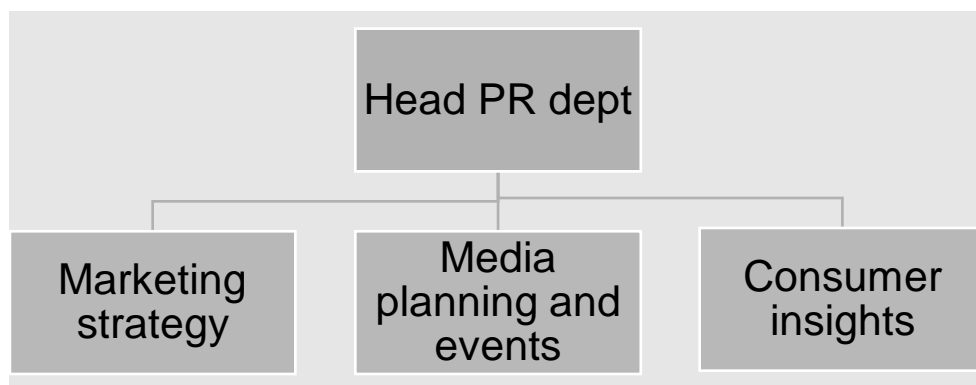 Head PR dept
Marketing
strategy
Media
planning and
events
Consumer
insights